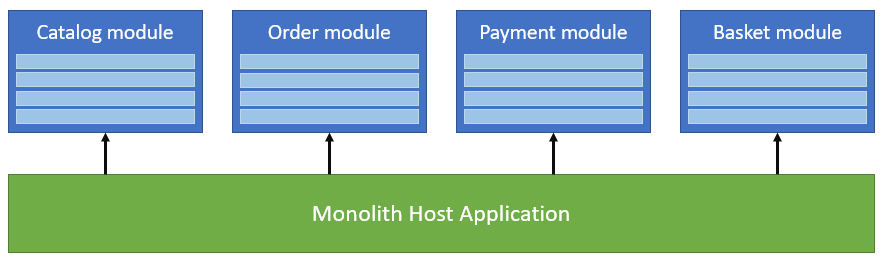 Catalog module
Order module
Payment module
Basket module
Monolith Host Application